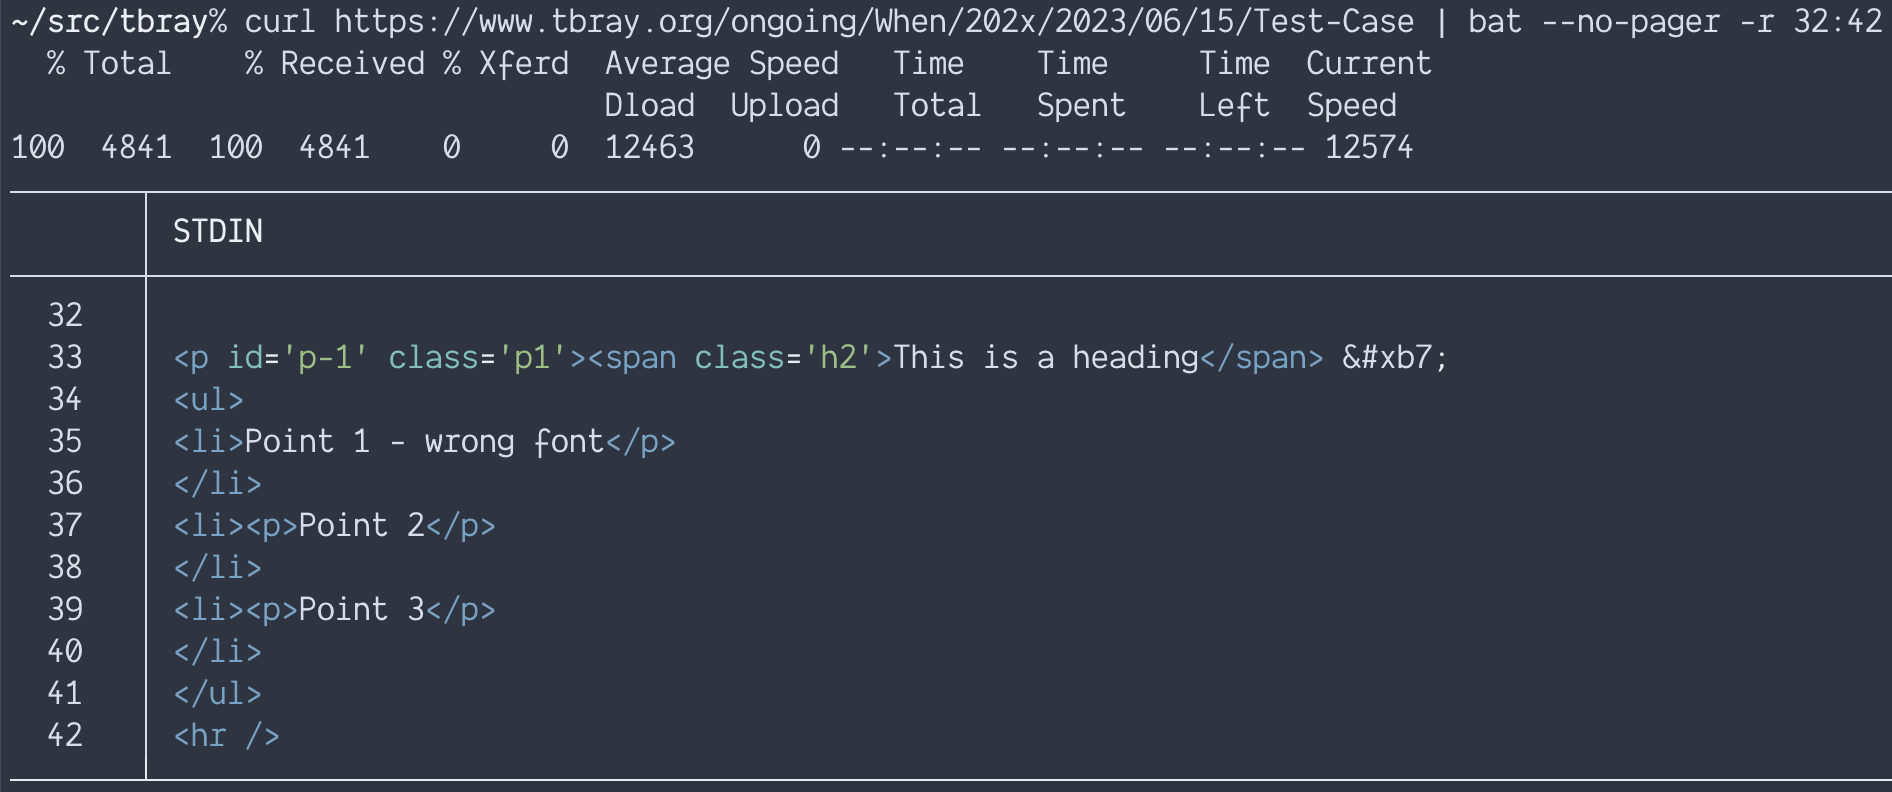 ~/src/tbray% curl https://www.tbray.org/ongoing/When/202x/2023/06/15/Test-Case | bat --no-pager -r 32:42
% Total % Received % Xferd Average Speed Time Time Time Current
Dload Upload Total Spent Left Speed
100 4841 100 4841 0 0 12463 0 --:--:-- --:--:-- --:--:-- 12574
STDIN
32
33 <p id='p-1' class='p1'><span class='h2'>This is a heading</span> &#xb7;
34 <ul>
35 <li>Point 1 - wrong font</p>
36 </li>
37 <li><p>Point 2</p>
38 </li>
39 <li><p>Point 3</p>
40 </li>
41 </ul>
42 <hr />